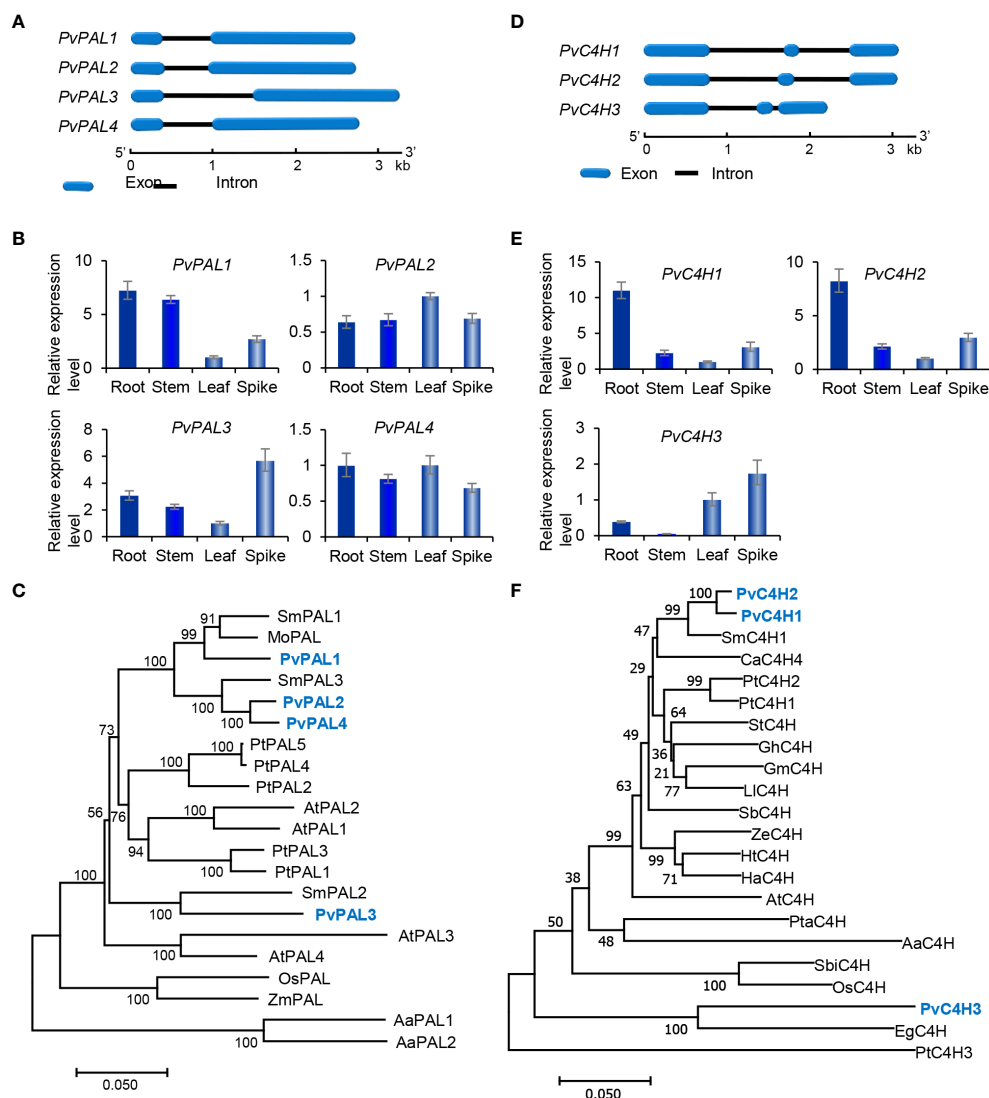 A
PvPAL1
PvPAL2
PvPAL3
PvPAL4
5’ 3’
0 1 2 3 kb
Exon Intron
D
PvC4H1
PvC4H2
PvC4H3
5’ 3’
0 1 2 3 kb
Exon Intron
B
Relative expression level
PvPAL1
10
5
0
Root Stem Leaf Spike
PvPAL2
1.5
1
0.5
0
Root Stem Leaf Spike
Relative expression level
PvPAL3
8
6
4
2
0
Root Stem Leaf Spike
PvPAL4
1.5
1
0.5
0
Root Stem Leaf Spike
E
Relative expression level
PvC4H1
15
10
5
0
Root Stem Leaf Spike
PvC4H2
10
5
0
Root Stem Leaf Spike
Relative expression level
PvC4H3
3
2
1
0
Root Stem Leaf Spike
C
91 SmPAL1
99 MoPAL
100 PvPAL1
SmPAL3
100 PvPAL2
100 PvPAL4
73
100 PtPAL5
100 PtPAL4
PtPAL2
56 76
100 AtPAL2
AtPAL1
94 PtPAL3
100 PtPAL1
100
SmPAL2
100 PvPAL3
AtPAL3
100 AtPAL4
OsPAL
100 ZmPAL
AaPAL1
100 AaPAL2
0.050
F
100 PvC4H2
99 PvC4H1
47 SmC4H1
CaC4H4
29
99 PtC4H2
PtC4H1
64 StC4H
49
36 GhC4H
21 GmC4H
77 LlC4H
63 SbC4H
ZeC4H
99 99 HtC4H
71 HaC4H
38 AtC4H
PtaC4H
50 48 AaC4H
SbiC4H
100 OsC4H
PvC4H3
100 EgC4H
PtC4H3
0.050